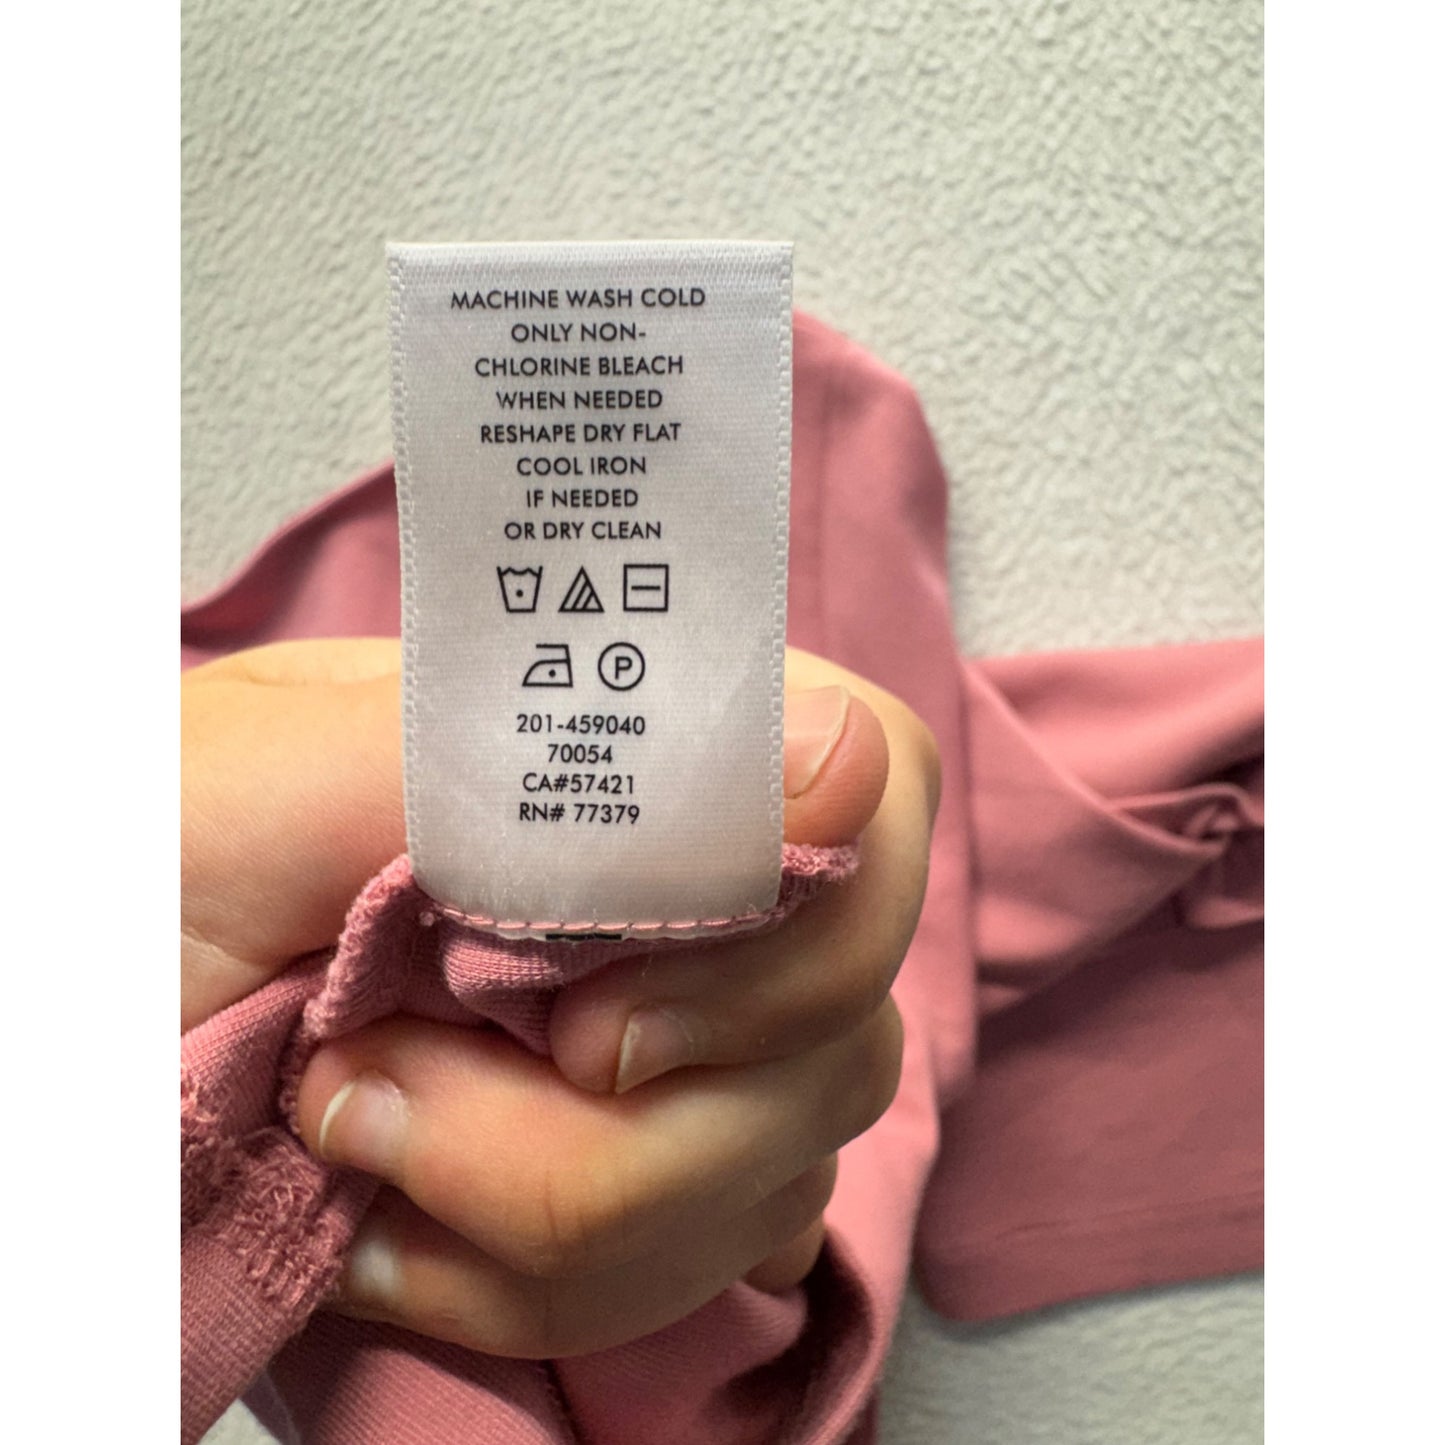 MACHINE WASH COLD
ONLY NON-
CHLORINE BLEACH
WHEN NEEDED
RESHAPE DRY FLAT
COOL IRON
IF NEEDED
OR DRY CLEAN
P
201-459040
70054
CA#57421
RN# 77379